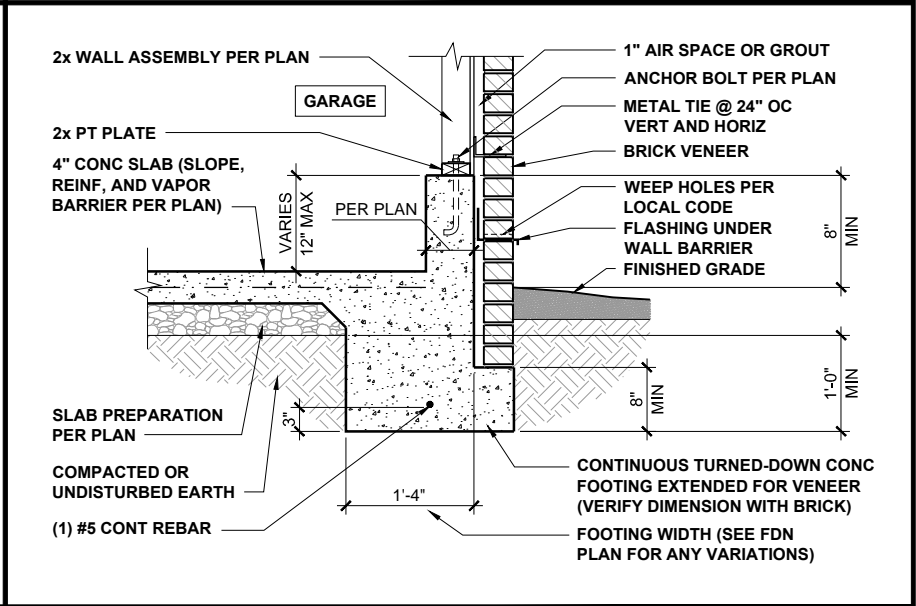 2x WALL ASSEMBLY PER PLAN
GARAGE
2x PT PLATE
4" CONC SLAB (SLOPE,
REINF, AND VAPOR
BARRIER PER PLAN)
VARIES
12" MAX
PER PLAN
1" AIR SPACE OR GROUT
ANCHOR BOLT PER PLAN
METAL TIE @ 24" OC
VERT AND HORIZ
BRICK VENEER
WEEP HOLES PER
LOCAL CODE
FLASHING UNDER
WALL BARRIER
FINISHED GRADE
8"
MIN
1'-0"
MIN
8"
MIN
SLAB PREPARATION
PER PLAN
3"
COMPACTED OR
UNDISTURBED EARTH
(1) #5 CONT REBAR
1'-4"
CONTINUOUS TURNED-DOWN CONC
FOOTING EXTENDED FOR VENEER
(VERIFY DIMENSION WITH BRICK)
FOOTING WIDTH (SEE FDN
PLAN FOR ANY VARIATIONS)